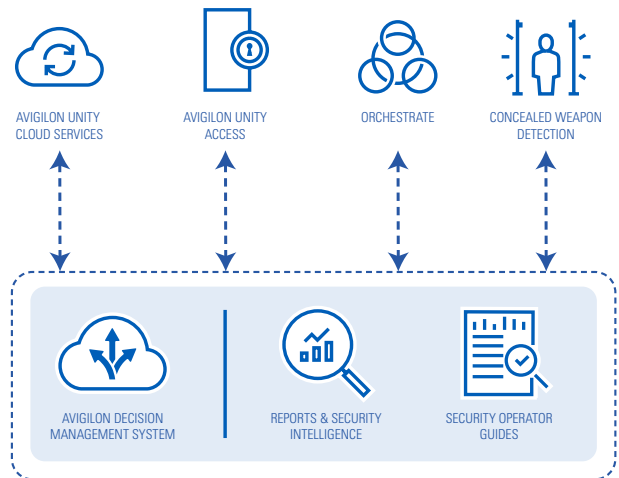 AVIGILON UNITY
CLOUD SERVICES
AVIGILON UNITY
ACCESS
ORCHESTRATE
CONCEALED WEAPON
DETECTION
AVIGILON DECISION
MANAGEMENT SYSTEM
REPORTS & SECURITY
INTELLIGENCE
SECURITY OPERATOR
GUIDES